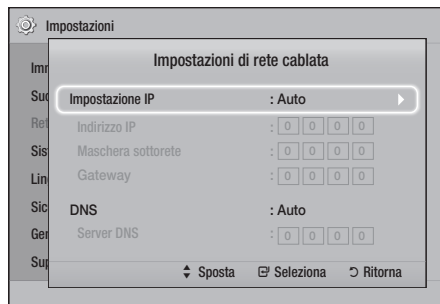 Impostazioni
Impostazioni di rete cablata
Impostazione IP : Auto
Indirizzo IP : 0 0 0 0
Maschera sottorete : 0 0 0 0
Gateway : 0 0 0 0
DNS : Auto
Server DNS : 0 0 0 0
Sposta Seleziona Ritorna
Imm
Suo
Ret
Sis
Lin
Sic
Ger
Sup